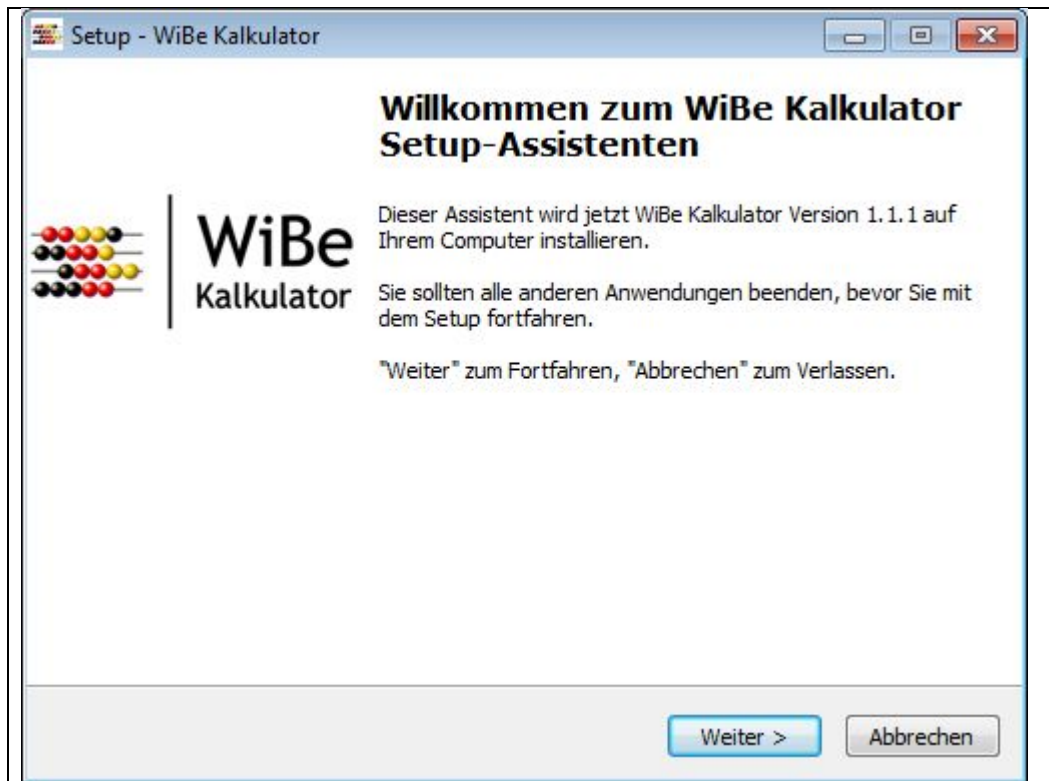 Setup - WiBe Kalkulator
Willkommen zum WiBe Kalkulator
Setup-Assistenten
WiBe
Kalkulator
Dieser Assistent wird jetzt WiBe Kalkulator Version 1.1.1 auf
Ihrem Computer installieren.
Sie sollten alle anderen Anwendungen beenden, bevor Sie mit
dem Setup fortfahren.
"Weiter" zum Fortfahren, "Abbrechen" zum Verlassen.
Weiter >
Abbrechen